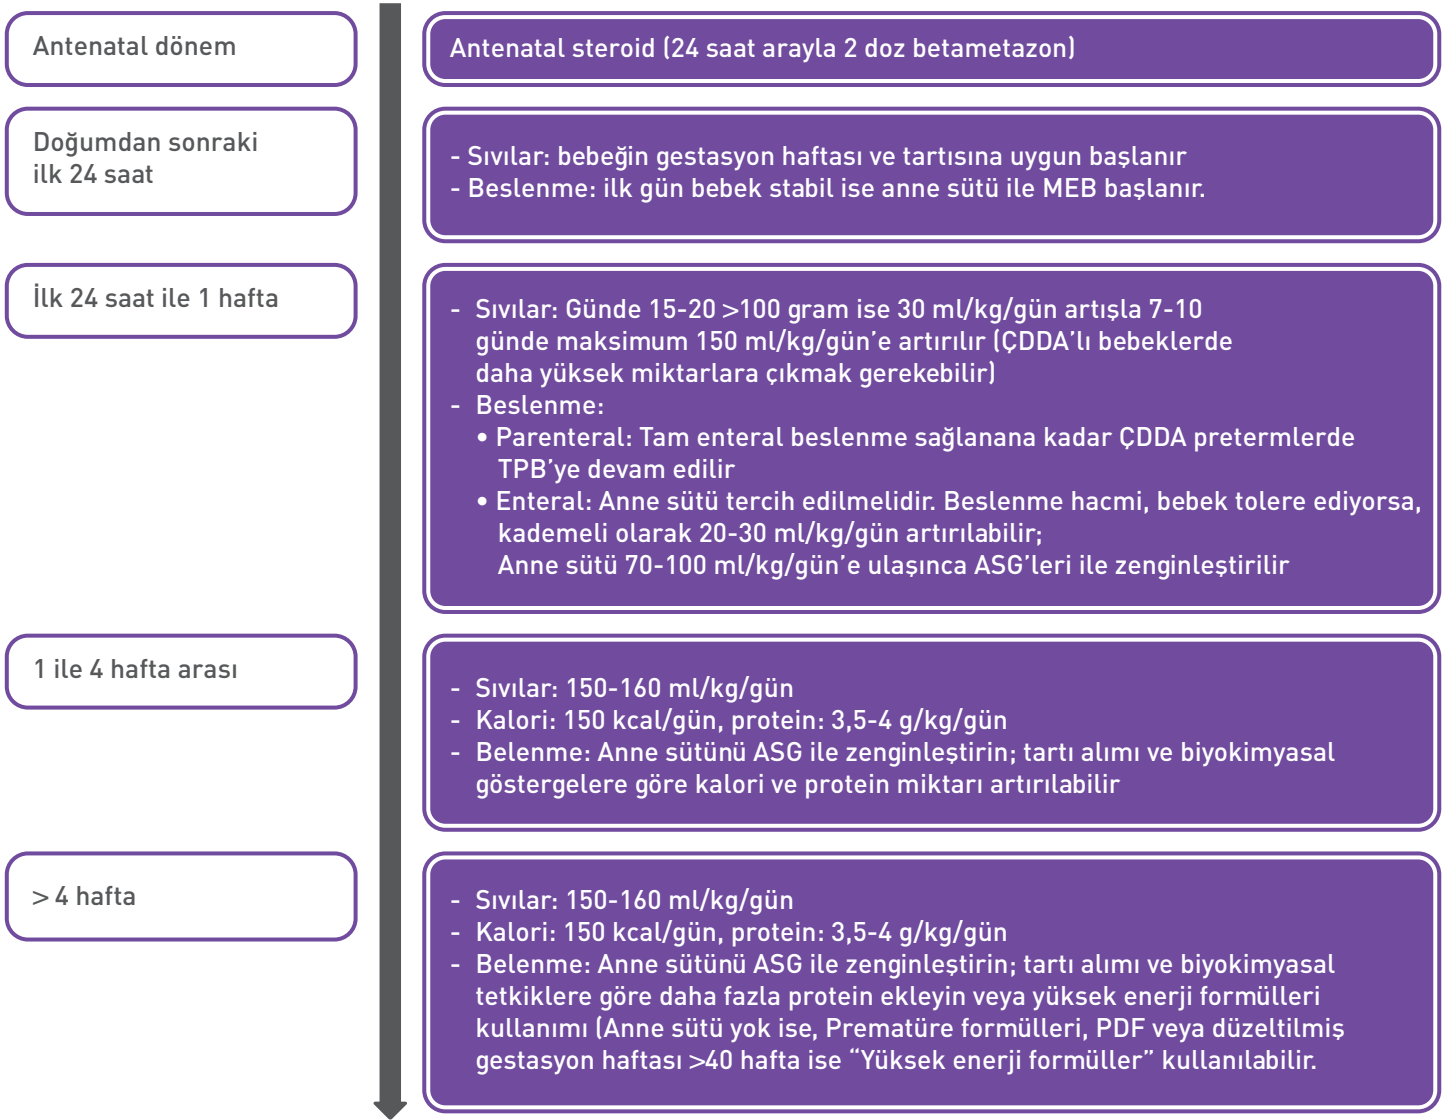 Antenatal dönem
Antenatal steroid (24 saat arayla 2 doz betametazon)
Doğumdan sonraki
ilk 24 saat
- Sıvılar: bebeğin gestasyon haftası ve tartısına uygun başlanır
- Beslenme: ilk gün bebek stabil ise anne sütü ile MEB başlanır.
İlk 24 saat ile 1 hafta
- Sıvılar: Günde 15-20 >100 gram ise 30 ml/kg/gün artışla 7-10
günde maksimum 150 ml/kg/gün’e artırılır (ÇDDA’lı bebeklerde
daha yüksek miktarlara çıkmak gerekebilir)
- Beslenme:
• Parenteral: Tam enteral beslenme sağlanana kadar ÇDDA pretermlerde
TPB’ye devam edilir
• Enteral: Anne sütü tercih edilmelidir. Beslenme hacmi, bebek tolere ediyorsa,
kademeli olarak 20-30 ml/kg/gün artırılabilir;
Anne sütü 70-100 ml/kg/gün’e ulaşınca ASG’leri ile zenginleştirilir
1 ile 4 hafta arası
- Sıvılar: 150-160 ml/kg/gün
- Kalori: 150 kcal/gün, protein: 3,5-4 g/kg/gün
- Belenme: Anne sütünü ASG ile zenginleştirin; tartı alımı ve biyokimyasal
göstergelere göre kalori ve protein miktarı artırılabilir
> 4 hafta
- Sıvılar: 150-160 ml/kg/gün
- Kalori: 150 kcal/gün, protein: 3,5-4 g/kg/gün
- Belenme: Anne sütünü ASG ile zenginleştirin; tartı alımı ve biyokimyasal
tetkiklere göre daha fazla protein ekleyin veya yüksek enerji formülleri
kullanımı (Anne sütü yok ise, Prematüre formülleri, PDF veya düzeltilmiş
gestasyon haftası >40 hafta ise “Yüksek enerji formüller” kullanılabilir.